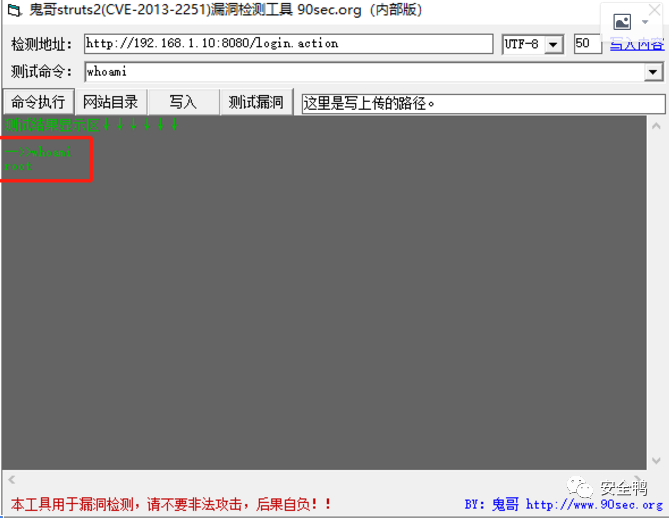 鬼哥struts2(CVE-2013-2251)漏洞检测工具 90sec.org（内部版）
检测地址： http://192.168.1.10:8080/login.action UTF-8 50 写入内容
测试命令： whoami
命令执行 网站目录 写入 测试漏洞 这里是写上传的路径。
测试结果显示区↓↓↓↓↓↓
-->whoami
root
安全鸭
本工具用于漏洞检测，请不要非法攻击，后果自负！！ BY: 鬼哥 http://www.90sec.org